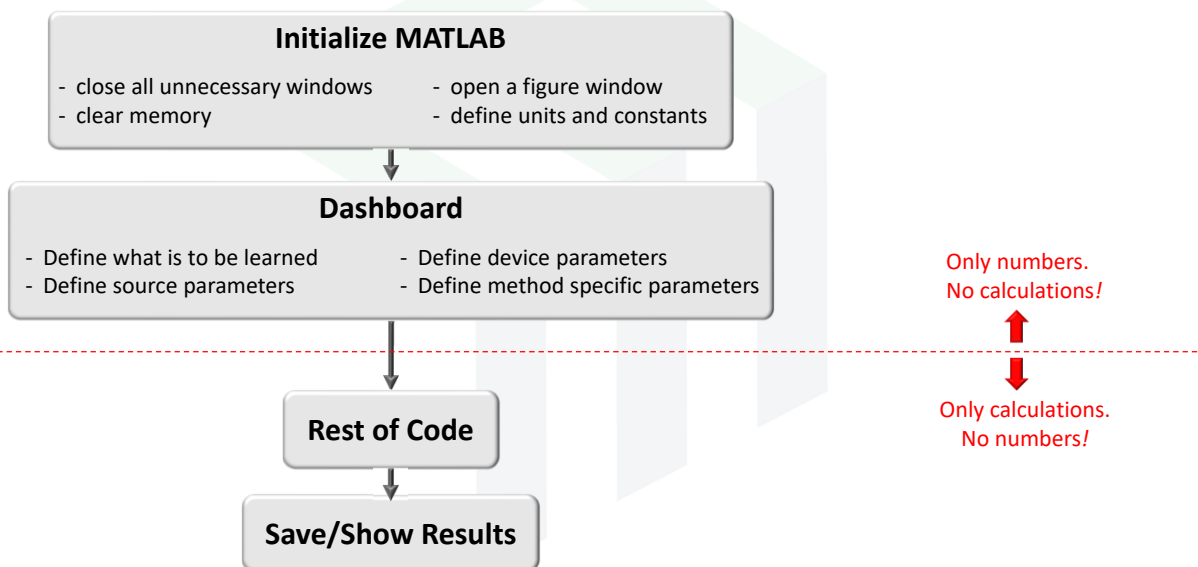 Initialize MATLAB
- close all unnecessary windows
- clear memory
- open a figure window
- define units and constants
Dashboard
- Define what is to be learned
- Define source parameters
- Define device parameters
- Define method specific parameters
Only numbers.
No calculations!
Only calculations.
No numbers!
Rest of Code
Save/Show Results